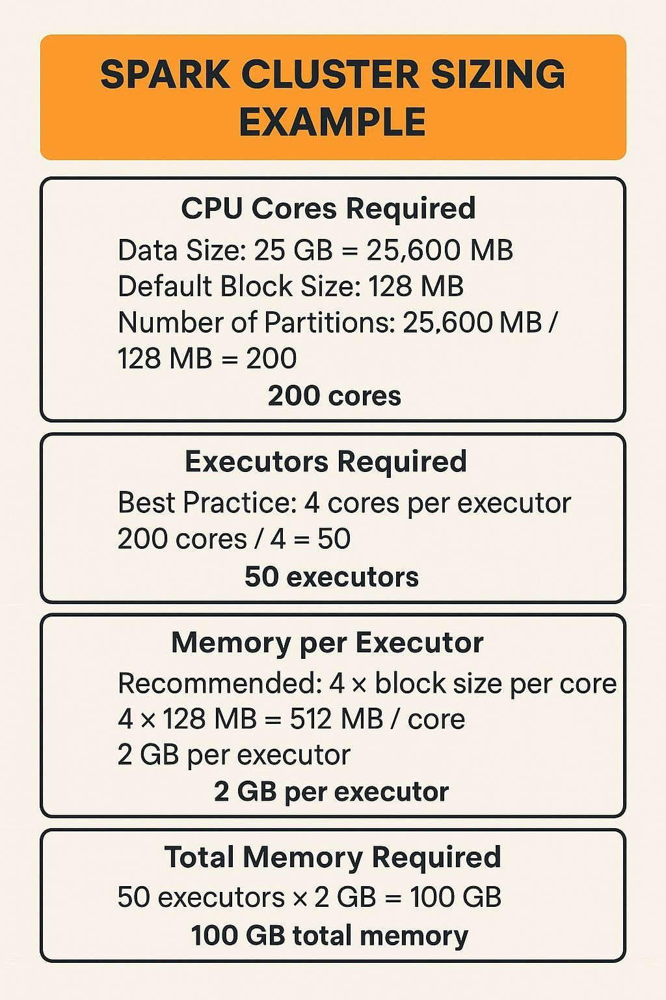 SPARK CLUSTER SIZING
EXAMPLE
CPU Cores Required
Data Size: 25 GB = 25,600 MB
Default Block Size: 128 MB
Number of Partitions: 25,600 MB /
128 MB = 200
200 cores
Executors Required
Best Practice: 4 cores per executor
200 cores / 4 = 50
50 executors
Memory per Executor
Recommended: 4 × block size per core
4 × 128 MB = 512 MB / core
2 GB per executor
2 GB per executor
Total Memory Required
50 executors × 2 GB = 100 GB
100 GB total memory